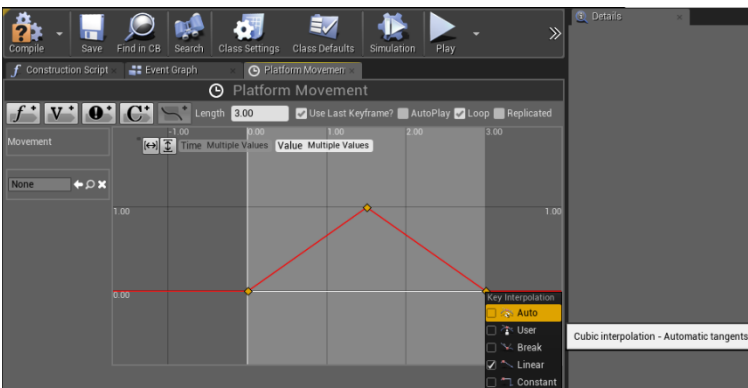 Details
Compile Save Find in CB Search Class Settings Class Defaults Simulation Play
f Construction Script Event Graph Platform Movemen
Platform Movement
f+ V+ !+ C+ Length 3.00 Use Last Keyframe? AutoPlay Loop Replicated
Movement
-1.00 0.00 1.00 2.00 3.00
Time Multiple Values Value Multiple Values
None
1.00 1.00
0.00
Key Interpolation
Auto
User
Cubic interpolation - Automatic tangents
Break
Linear
Constant